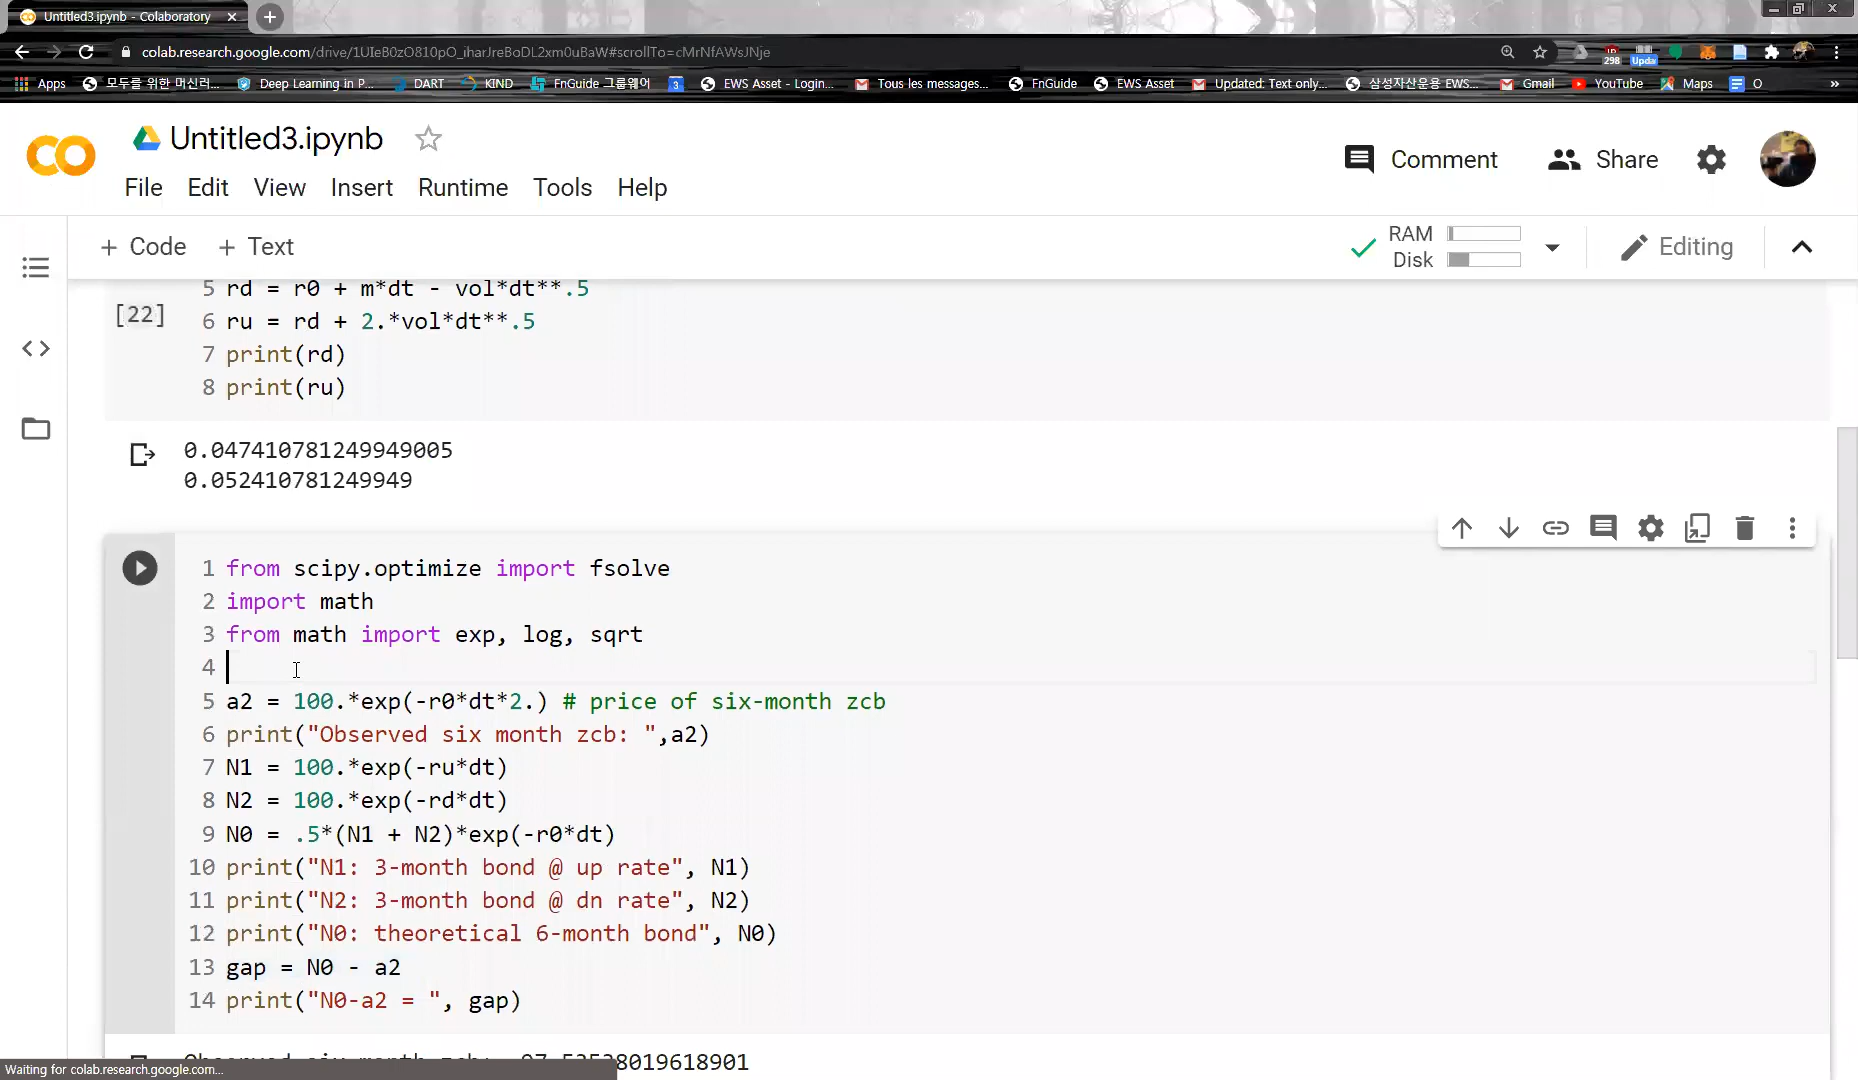 Untitled3.ipynb - Colaboratory
colab.research.google.com/drive/1UIeB0zO810pO_iharJreBoDL2xm0uBaW#scrollTo=cMrNfAWsJNje
298
Upda
Apps 모두를 위한 머신러... Deep Learning in P... DART KIND FnGuide 그룹웨어 3 EWS Asset - Login... Tous les messages... FnGuide EWS Asset Updated: Text only... 삼성자산운용 EWS... Gmail YouTube Maps O »
Untitled3.ipynb
Comment Share
File Edit View Insert Runtime Tools Help
+ Code + Text
RAM
Disk
Editing
[22]
5 rd = r0 + m*dt - vol*dt**.5
6 ru = rd + 2.*vol*dt**.5
7 print(rd)
8 print(ru)
0.047410781249949005
0.052410781249949
1 from scipy.optimize import fsolve
2 import math
3 from math import exp, log, sqrt
4
5 a2 = 100.*exp(-r0*dt*2.) # price of six-month zcb
6 print("Observed six month zcb: ",a2)
7 N1 = 100.*exp(-ru*dt)
8 N2 = 100.*exp(-rd*dt)
9 N0 = .5*(N1 + N2)*exp(-r0*dt)
10 print("N1: 3-month bond @ up rate", N1)
11 print("N2: 3-month bond @ dn rate", N2)
12 print("N0: theoretical 6-month bond", N0)
13 gap = N0 - a2
14 print("N0-a2 = ", gap)
Observed six month zcb:
Waiting for colab.research.google.com...